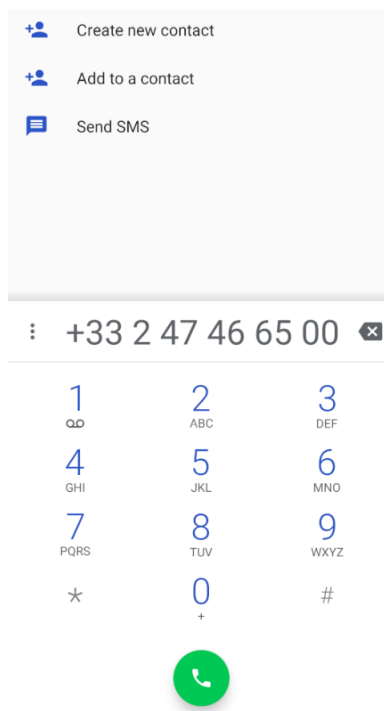 Create new contact
Add to a contact
Send SMS
+33 2 47 46 65 00
1 2 3
ABC DEF
4 5 6
GHI JKL MNO
7 8 9
PQRS TUV WXYZ
* 0 #
+